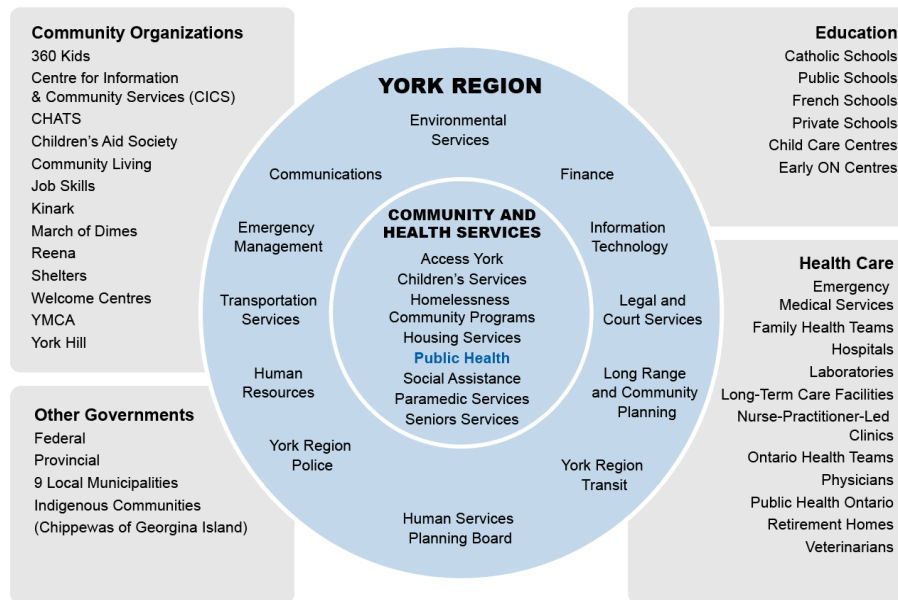 Community Organizations
360 Kids
Centre for Information
& Community Services (CICS)
CHATS
Children’s Aid Society
Community Living
Job Skills
Kinark
March of Dimes
Reena
Shelters
Welcome Centres
YMCA
York Hill
Other Governments
Federal
Provincial
9 Local Municipalities
Indigenous Communities
(Chippewas of Georgina Island)
YORK REGION
Environmental
Services
Communications
Finance
Emergency
Management
Information
Technology
Transportation
Services
Legal and
Court Services
Human
Resources
Long Range
and Community
Planning
York Region
Police
York Region
Transit
Human Services
Planning Board
COMMUNITY AND
HEALTH SERVICES
Access York
Children’s Services
Homelessness
Community Programs
Housing Services
Public Health
Social Assistance
Paramedic Services
Seniors Services
Education
Catholic Schools
Public Schools
French Schools
Private Schools
Child Care Centres
Early ON Centres
Health Care
Emergency
Medical Services
Family Health Teams
Hospitals
Laboratories
Long-Term Care Facilities
Nurse-Practitioner-Led
Clinics
Ontario Health Teams
Physicians
Public Health Ontario
Retirement Homes
Veterinarians